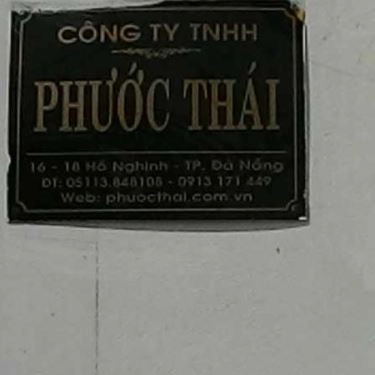 CÔNG TY TNHH
PHƯỚC THÁI
16 - 18 Hồ Nghinh - TP. Đà Nẵng
ĐT: 05113.848108 - 0913 171 449
Web: phuocthai.com.vn